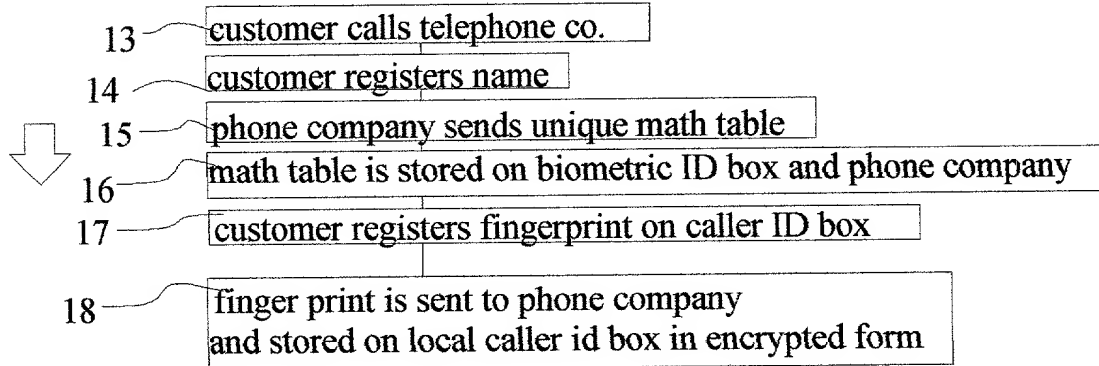 13 customer calls telephone co.
14 customer registers name
15 phone company sends unique math table
16 math table is stored on biometric ID box and phone company
17 customer registers fingerprint on caller ID box
18 finger print is sent to phone company
and stored on local caller id box in encrypted form